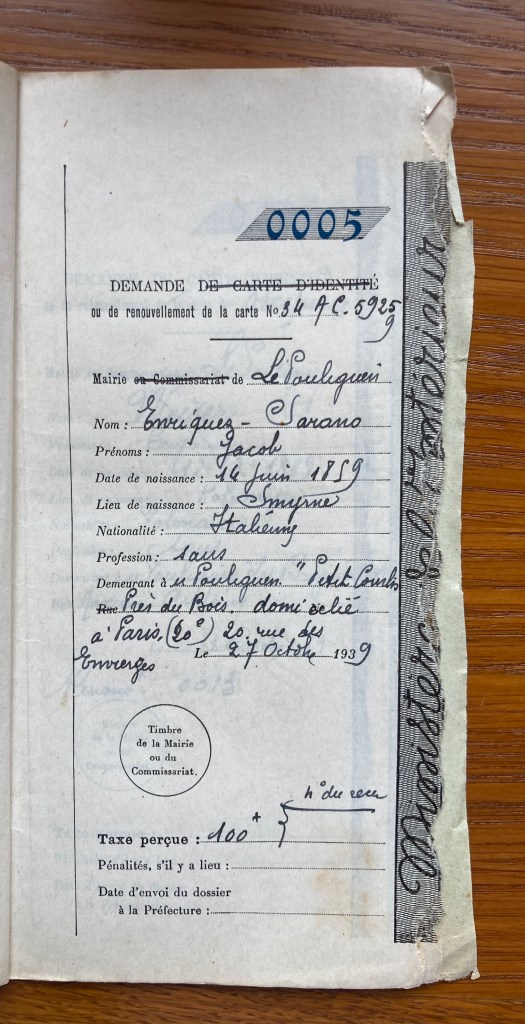 0005
DEMANDE DE CARTE D'IDENTITÉ
ou de renouvellement de la carte No 34 AC. 5925
9
Mairie ou Commissariat de Le Pouliguen
Nom : Enriquez - Sarano
Prénoms : Jacob
Date de naissance : 14 juin 1859
Lieu de naissance : Smyrne
Nationalité : Italienne
Profession : sans
Demeurant à Pouliguen "Petit
Rue Près du Bois. domicilié
à Paris, (20e) 20 rue des
Envierges Le 27 Octobre 1939
Timbre
de la Mairie
ou du
Commissariat.
n° du recu
Taxe perçue : 100
Pénalités, s'il y a lieu :
Date d'envoi du dossier
à la Préfecture :
Ministère de l'Intérieur